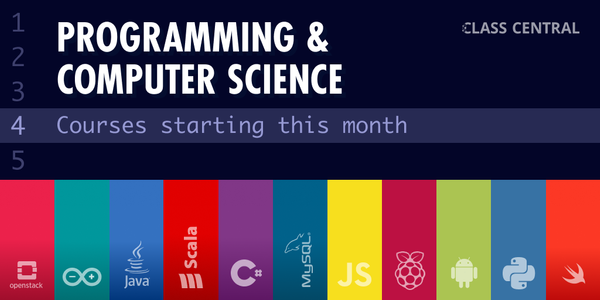 1
PROGRAMMING &
CLASS CENTRAL
2
COMPUTER SCIENCE
3
4 Courses starting this month
5
openstack
Java
Scala
C#
MySQL
JS